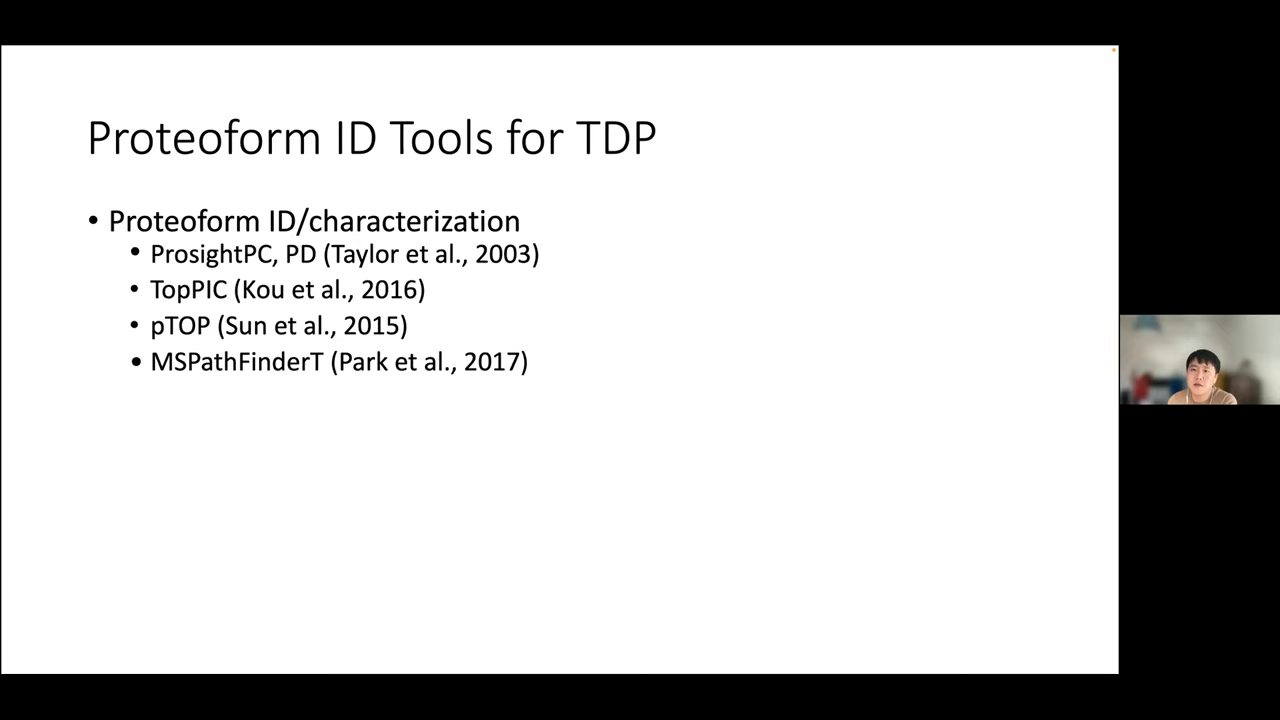 Proteoform ID Tools for TDP
• Proteoform ID/characterization
• ProsightPC, PD (Taylor et al., 2003)
• TopPIC (Kou et al., 2016)
• pTOP (Sun et al., 2015)
• MSPathFinderT (Park et al., 2017)